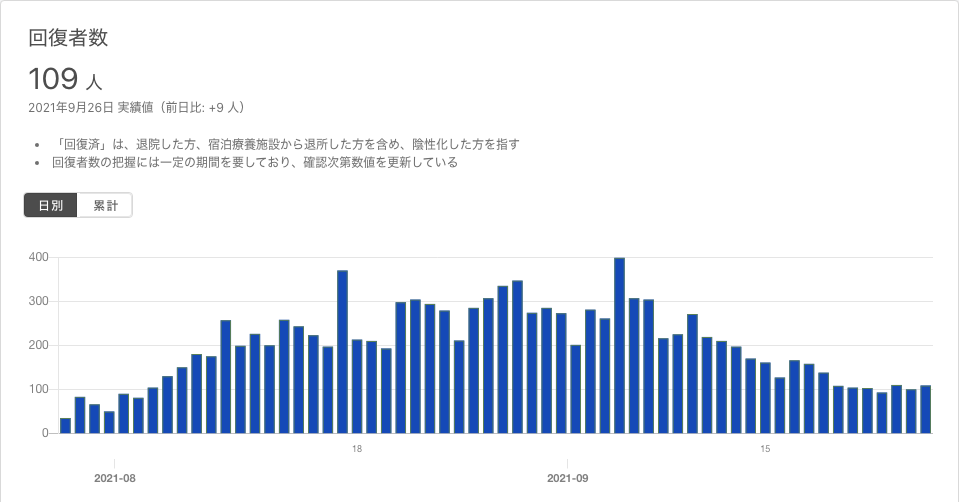 回復者数
109 人
2021年9月26日 実績値（前日比: +9 人）
• 「回復済」は、退院した方、宿泊療養施設から退所した方を含め、陰性化した方を指す
• 回復者数の把握には一定の期間を要しており、確認次第数値を更新している
日別 累計
400
300
200
100
0
18 15
2021-08 2021-09